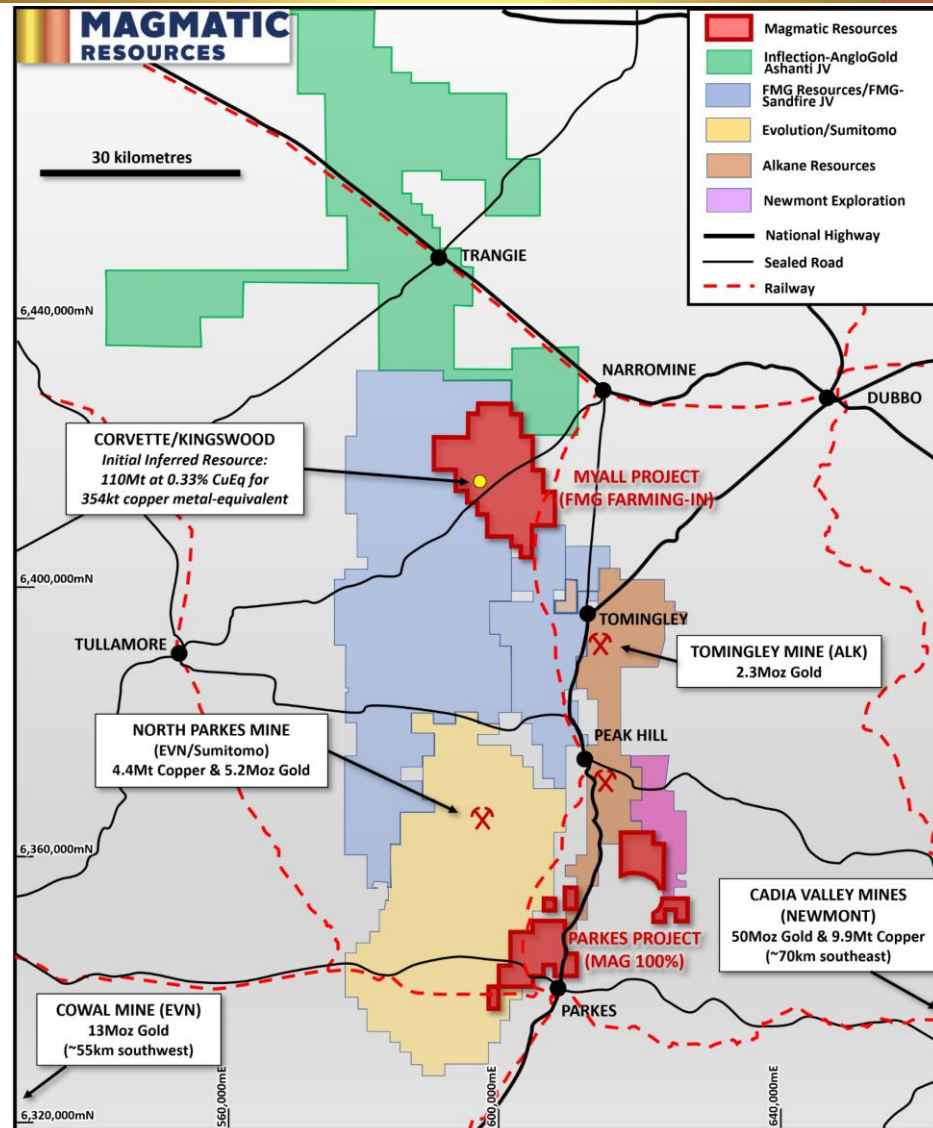 MAGMATIC
RESOURCES
Magmatic Resources
Inflection-AngloGold
Ashanti JV
FMG Resources/FMG-
Sandfire JV
Evolution/Sumitomo
Alkane Resources
Newmont Exploration
National Highway
Sealed Road
Railway
30 kilometres
TRANGIE
6,440,000mN
NARROMINE
DUBBO
CORVETTE/KINGSWOOD
Initial Inferred Resource:
110Mt at 0.33% CuEq for
354kt copper metal-equivalent
MYALL PROJECT
(FMG FARMING-IN)
6,400,000mN
TOMINGLEY
TULLAMORE
TOMINGLEY MINE (ALK)
2.3Moz Gold
NORTH PARKES MINE
(EVN/Sumitomo)
4.4Mt Copper & 5.2Moz Gold
PEAK HILL
6,360,000mN
CADIA VALLEY MINES
(NEWMONT)
50Moz Gold & 9.9Mt Copper
(~70km southeast)
PARKES PROJECT
(MAG 100%)
PARKES
COWAL MINE (EVN)
13Moz Gold
(~55km southwest)
6,320,000mN
560,000mE
600,000mE
640,000mE